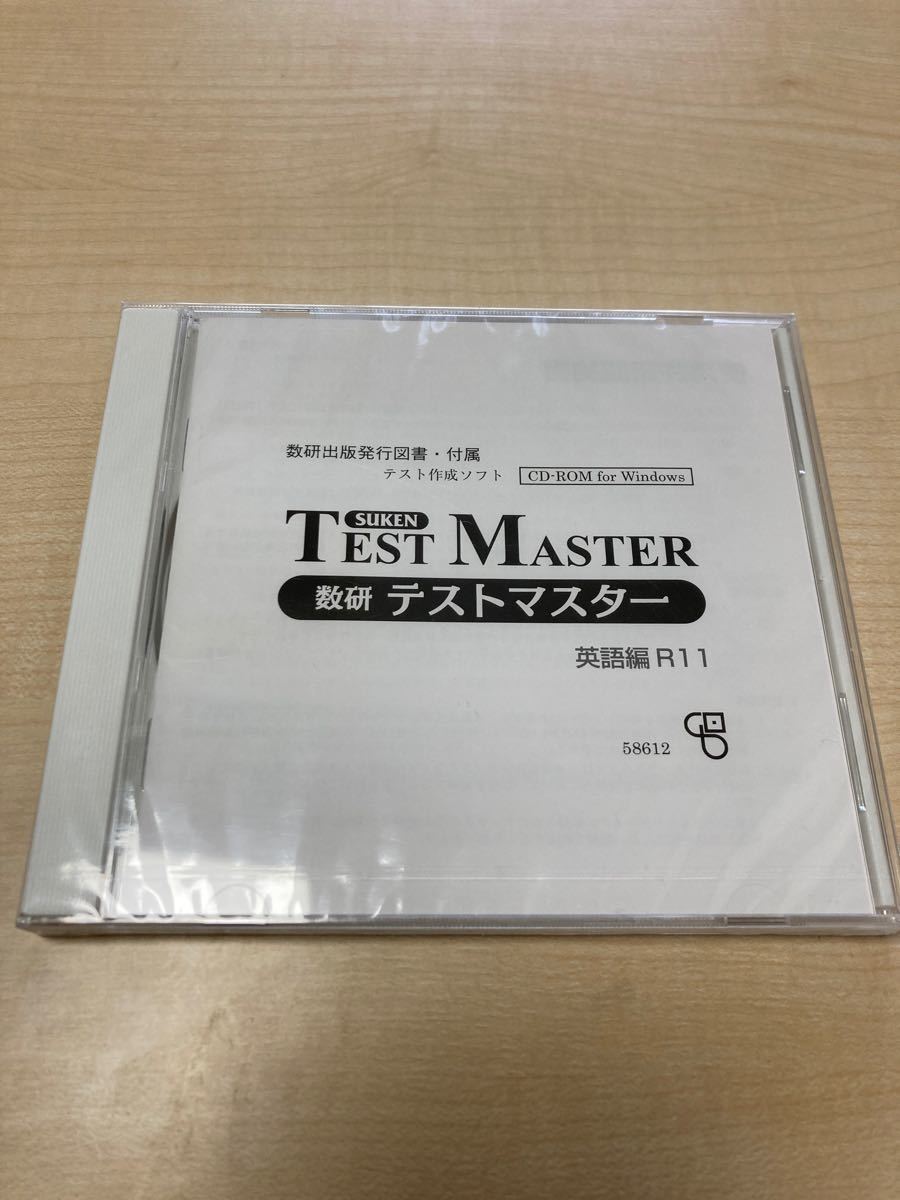 数研出版発行図書・付属
テスト作成ソフト CD-ROM for Windows
SUKEN
TEST MASTER
数研 テストマスター
英語編 R11
58612